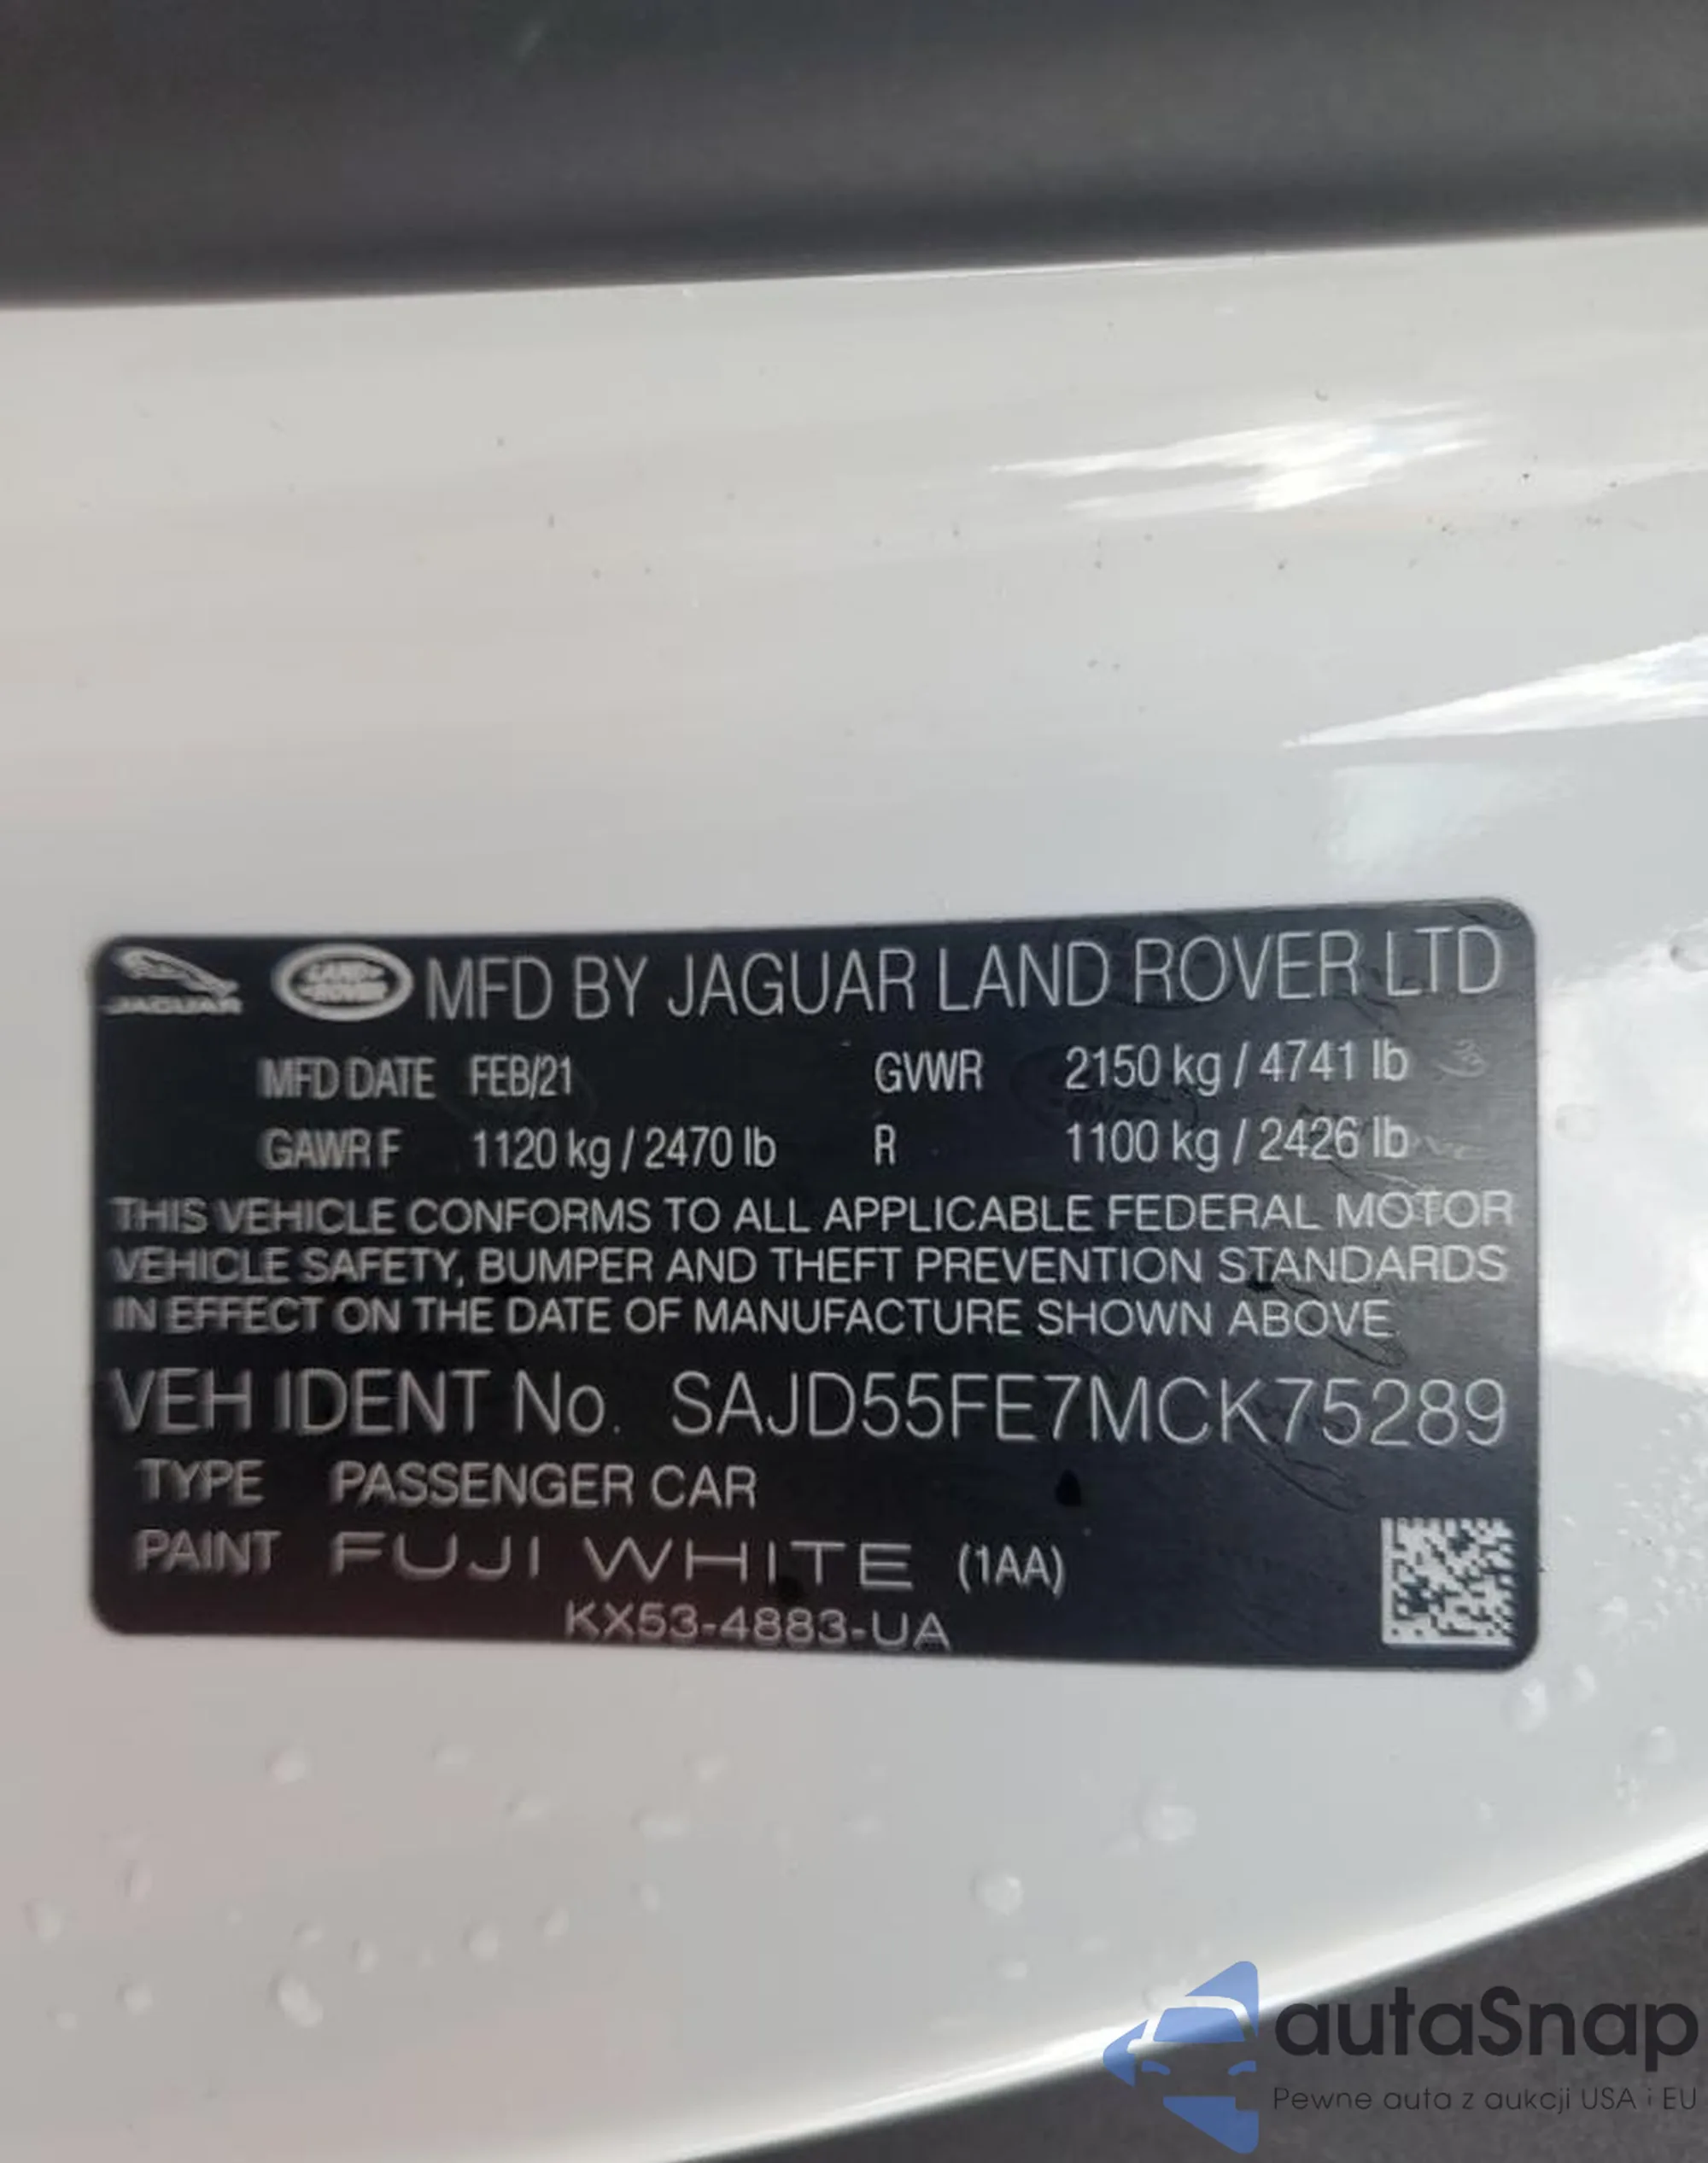 JAGUAR LAND ROVER MFD BY JAGUAR LAND ROVER LTD
MFD DATE FEB/21 GVWR 2150 kg / 4741 lb
GAWR F 1120 kg / 2470 lb R 1100 kg / 2426 lb
THIS VEHICLE CONFORMS TO ALL APPLICABLE FEDERAL MOTOR
VEHICLE SAFETY, BUMPER AND THEFT PREVENTION STANDARDS
IN EFFECT ON THE DATE OF MANUFACTURE SHOWN ABOVE
VEH IDENT No. SAJD55FE7MCK75289
TYPE PASSENGER CAR
PAINT FUJI WHITE (1AA)
KX53-4883-UA
autaSnap
Pewne auta z aukcji USA i EU